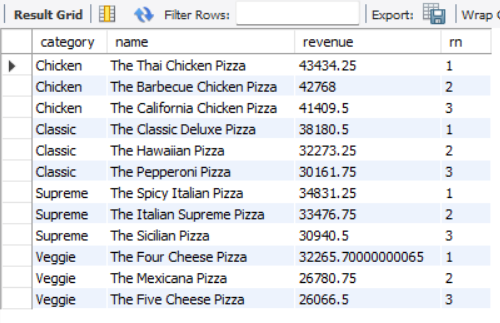 Result Grid Filter Rows: Export: Wrap
category name revenue rn
Chicken The Thai Chicken Pizza 43434.25 1
Chicken The Barbecue Chicken Pizza 42768 2
Chicken The California Chicken Pizza 41409.5 3
Classic The Classic Deluxe Pizza 38180.5 1
Classic The Hawaiian Pizza 32273.25 2
Classic The Pepperoni Pizza 30161.75 3
Supreme The Spicy Italian Pizza 34831.25 1
Supreme The Italian Supreme Pizza 33476.75 2
Supreme The Sicilian Pizza 30940.5 3
Veggie The Four Cheese Pizza 32265.70000000065 1
Veggie The Mexicana Pizza 26780.75 2
Veggie The Five Cheese Pizza 26066.5 3